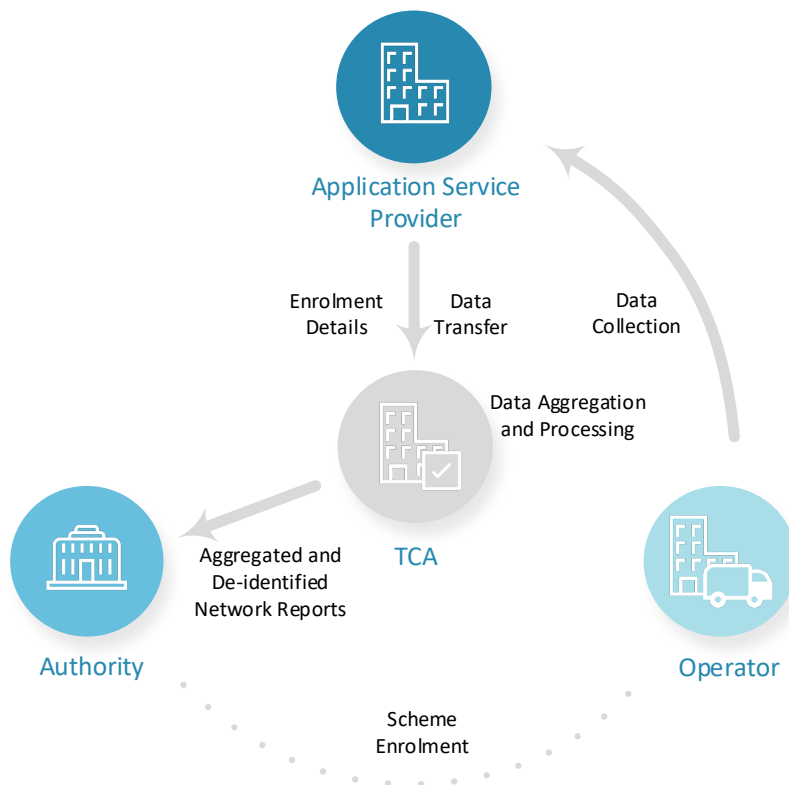 Application Service
Provider
Enrolment
Details
Data
Transfer
Data
Collection
Data Aggregation
and Processing
TCA
Aggregated and
De-identified
Network Reports
Authority
Operator
Scheme
Enrolment